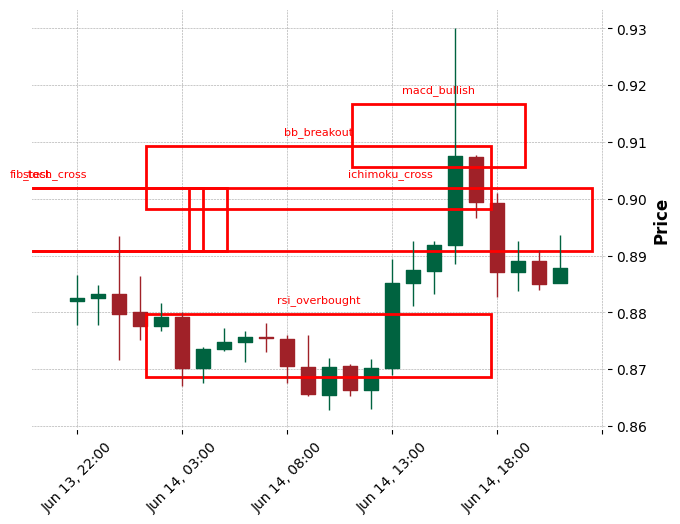 0.93
macd_bullish
0.92
bb_breakout
0.91
stoch_cross
ichimoku_cross
0.90
Price
0.89
rsi_overbought
0.88
0.87
0.86
Jun 13, 22:00
Jun 14, 03:00
Jun 14, 08:00
Jun 14, 13:00
Jun 14, 18:00